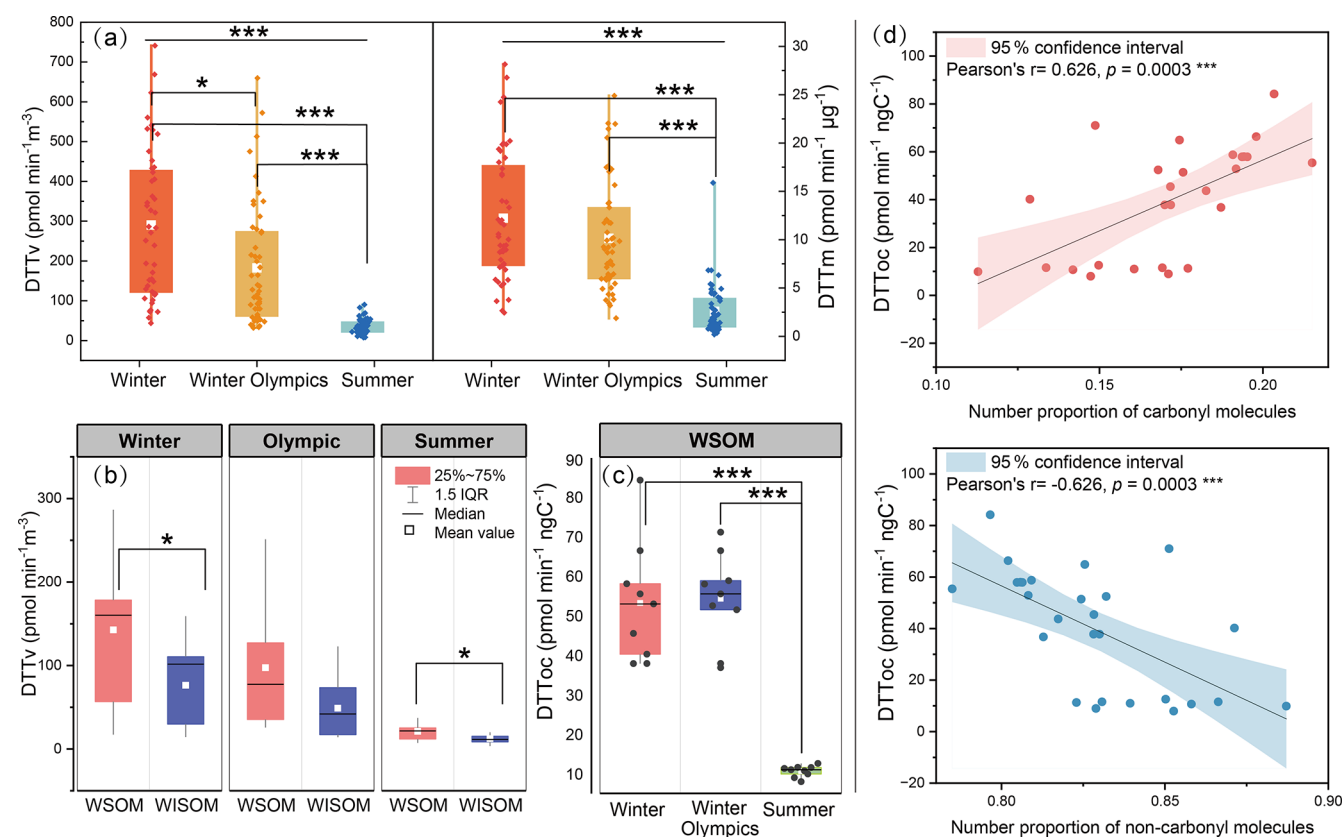 (a)
***
*
***
***
***
***
***
800
700
600
500
400
300
200
100
0
DTTv (pmol min⁻¹m⁻³)
30
25
20
15
10
5
0
DTTm (pmol min⁻¹ μg⁻¹)
Winter Winter Olympics Summer
Winter Winter Olympics Summer
(b)
Winter Olympic Summer
300
200
100
0
DTTv (pmol min⁻¹m⁻³)
*
*
25%~75%
1.5 IQR
Median
Mean value
WSOM WISOM WSOM WISOM WSOM WISOM
WSOM
(c)
***
***
90
80
70
60
50
40
30
20
10
DTToc (pmol min⁻¹ ngC⁻¹)
Winter Winter Olympics Summer
(d)
95 % confidence interval
Pearson's r= 0.626, p = 0.0003 ***
100
80
60
40
20
0
−20
DTToc (pmol min⁻¹ ngC⁻¹)
0.10 0.15 0.20
Number proportion of carbonyl molecules
95 % confidence interval
Pearson's r= -0.626, p = 0.0003 ***
100
80
60
40
20
0
−20
DTToc (pmol min⁻¹ ngC⁻¹)
0.80 0.85 0.90
Number proportion of non-carbonyl molecules